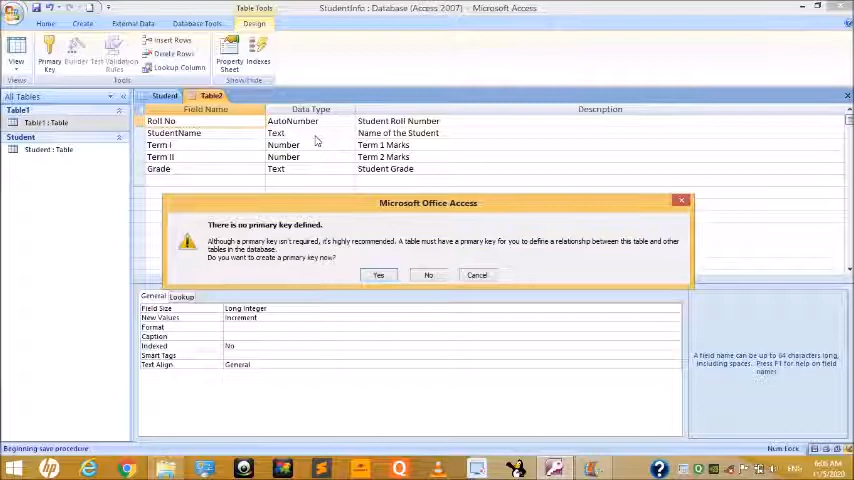 Table Tools
StudentInfo : Database (Access 2007) - Microsoft Access
Home
Create
External Data
Database Tools
Design
View
Primary
Key
Builder
Test Validation
Rules
Insert Rows
Delete Rows
Lookup Column
Property
Sheet
Indexes
Views
Tools
Show/Hide
All Tables
Table1
Table1 : Table
Student
Student : Table
Student
Table2
Field Name
Data Type
Description
Roll No
AutoNumber
Student Roll Number
StudentName
Text
Name of the Student
Term I
Number
Term 1 Marks
Term II
Number
Term 2 Marks
Grade
Text
Student Grade
Microsoft Office Access
There is no primary key defined.
Although a primary key isn't required, it's highly recommended. A table must have a primary key for you to define a relationship between this table and other
tables in the database.
Do you want to create a primary key now?
Yes
No
Cancel
General
Lookup
Field Size
Long Integer
New Values
Increment
Format
Caption
Indexed
No
Smart Tags
Text Align
General
A field name can be up to 64 characters long,
including spaces. Press F1 for help on field
names.
Beginning save procedure
Num Lock
ENG
6:06 AM
11/5/2020